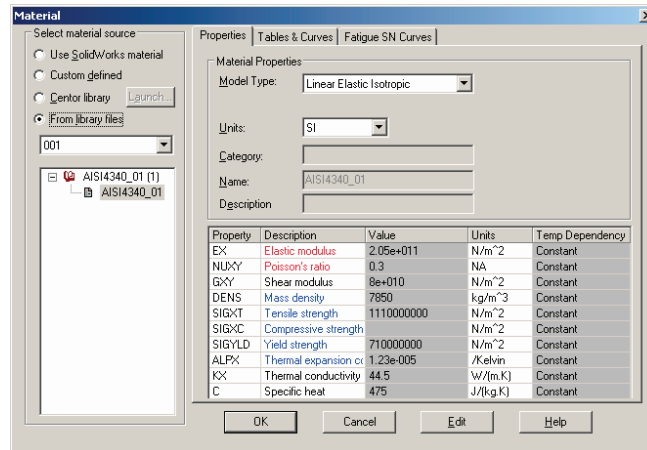 Material
Select material source
Use SolidWorks material
Custom defined
Centor library
Launch...
From library files
001
AISI4340_01 (1)
AISI4340_01
Properties
Tables & Curves
Fatigue SN Curves
Material Properties
Model Type:
Linear Elastic Isotropic
Units:
SI
Category:
Name:
AISI4340_01
Description
Property Description Value Units Temp Dependency
EX Elastic modulus 2.05e+011 N/m^2 Constant
NUXY Poisson's ratio 0.3 NA Constant
GXY Shear modulus 8e+010 N/m^2 Constant
DENS Mass density 7850 kg/m^3 Constant
SIGXT Tensile strength 1110000000 N/m^2 Constant
SIGXC Compressive strength N/m^2 Constant
SIGYLD Yield strength 710000000 N/m^2 Constant
ALPX Thermal expansion co 1.23e-005 /Kelvin Constant
KX Thermal conductivity 44.5 W/(m.K) Constant
C Specific heat 475 J/(kg.K) Constant
OK
Cancel
Edit
Help